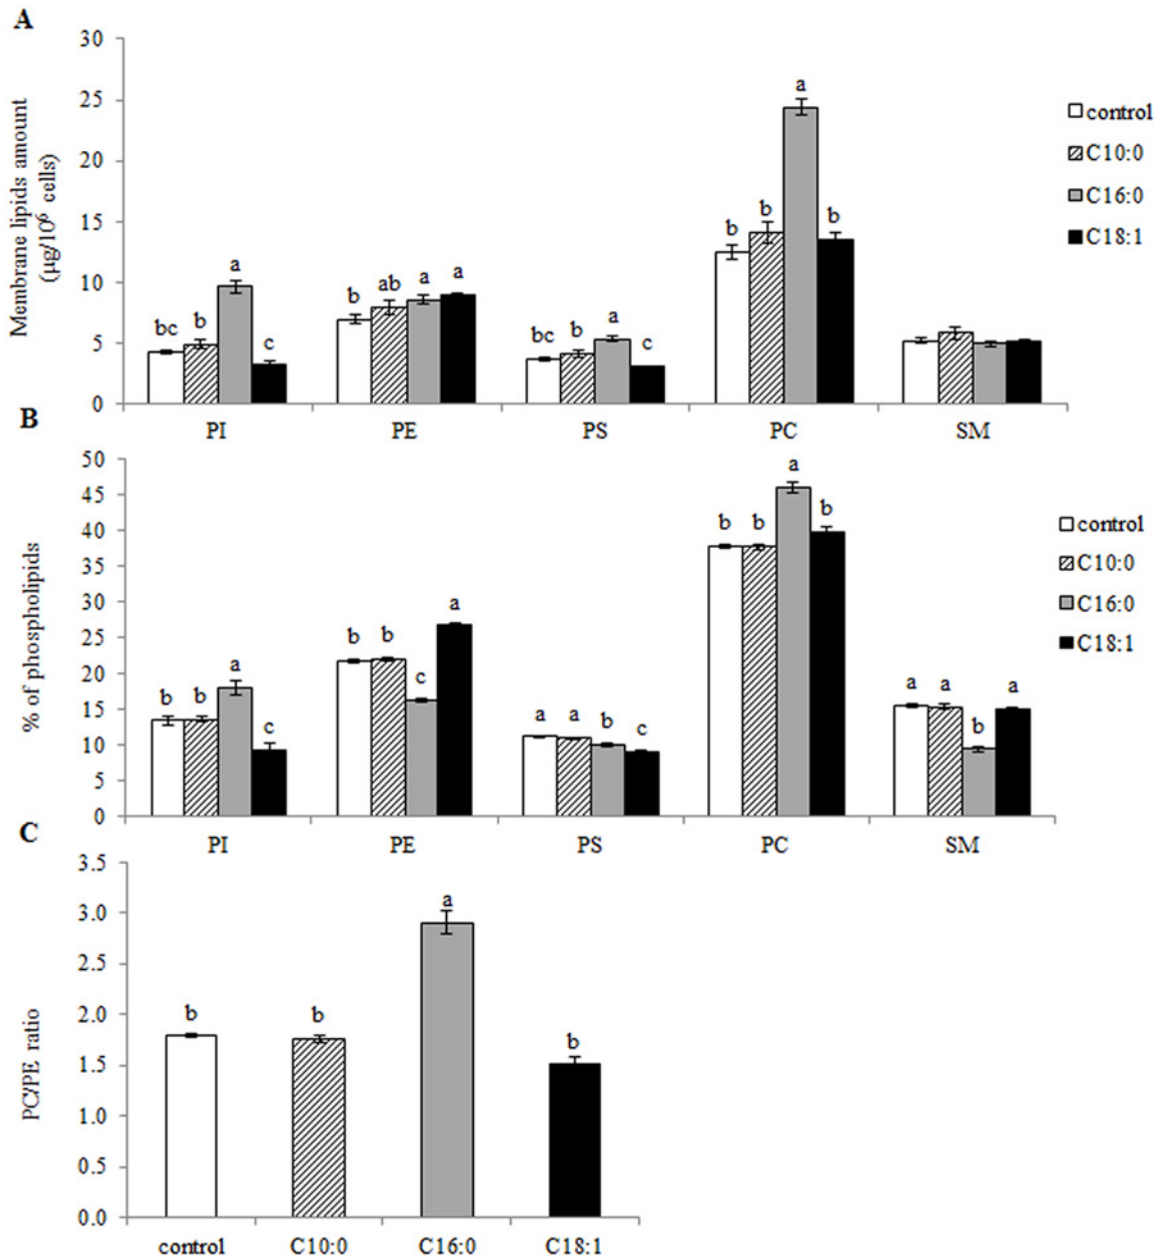 A
30
25
20
15
10
5
0
Membrane lipids amount
(µg/10⁶ cells)
bc b a c
b ab a a
bc b a c
b b a b
PI PE PS PC SM
control
C10:0
C16:0
C18:1
B
50
45
40
35
30
25
20
15
10
5
0
% of phospholipids
b b a c
b b c a
a a b c
b b a b
a a b a
PI PE PS PC SM
control
C10:0
C16:0
C18:1
C
3.5
3.0
2.5
2.0
1.5
1.0
0.5
0.0
PC/PE ratio
b b a b
control C10:0 C16:0 C18:1